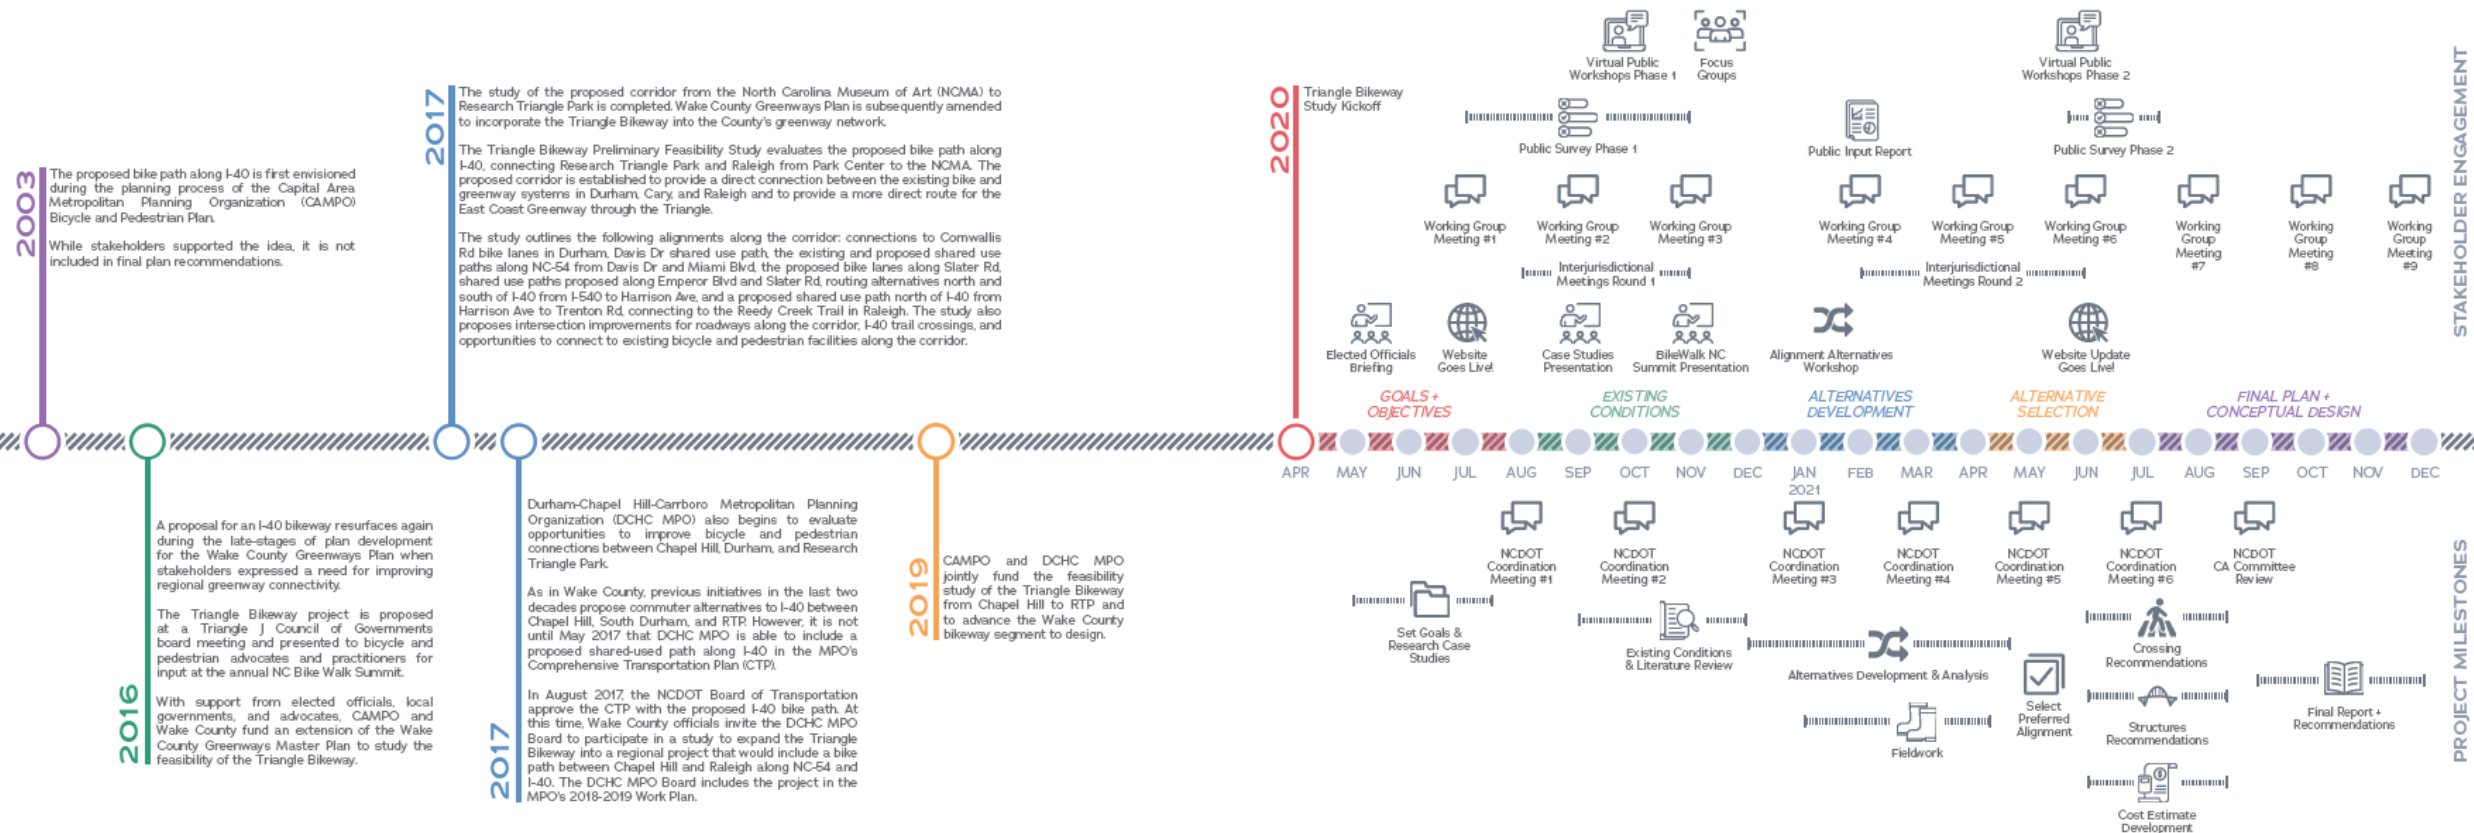 2003
The proposed bike path along I-40 is first envisioned
during the planning process of the Capital Area
Metropolitan Planning Organization (CAMPO)
Bicycle and Pedestrian Plan.
While stakeholders supported the idea, it is not
included in final plan recommendations.
2016
A proposal for an I-40 bikeway resurfaces again
during the late-stages of plan development
for the Wake County Greenways Plan when
stakeholders expressed a need for improving
regional greenway connectivity.
The Triangle Bikeway project is proposed
at a Triangle J Council of Governments
board meeting and presented to bicycle and
pedestrian advocates and practitioners for
input at the annual NC Bike Walk Summit.
With support from elected officials, local
governments, and advocates, CAMPO and
Wake County fund an extension of the Wake
County Greenways Master Plan to study the
feasibility of the Triangle Bikeway.
2017
The study of the proposed corridor from the North Carolina Museum of Art (NCMA) to
Research Triangle Park is completed. Wake County Greenways Plan is subsequently amended
to incorporate the Triangle Bikeway into the County's greenway network.
The Triangle Bikeway Preliminary Feasibility Study evaluates the proposed bike path along
I-40, connecting Research Triangle Park and Raleigh from Park Center to the NCMA. The
proposed corridor is established to provide a direct connection between the existing bike and
greenway systems in Durham, Cary, and Raleigh and to provide a more direct route for the
East Coast Greenway through the Triangle.
The study outlines the following alignments along the corridor: connections to Cornwallis
Rd bike lanes in Durham, Davis Dr shared use path, the existing and proposed shared use
paths along NC-54 from Davis Dr and Miami Blvd, the proposed bike lanes along Slater Rd,
shared use paths proposed along Emperor Blvd and Slater Rd, routing alternatives north and
south of I-40 from I-540 to Harrison Ave, and a proposed shared use path north of I-40 from
Harrison Ave to Trenton Rd, connecting to the Reedy Creek Trail in Raleigh. The study also
proposes intersection improvements for roadways along the corridor, I-40 trail crossings, and
opportunities to connect to existing bicycle and pedestrian facilities along the corridor.
2017
Durham-Chapel Hill-Carrboro Metropolitan Planning
Organization (DCHC MPO) also begins to evaluate
opportunities to improve bicycle and pedestrian
connections between Chapel Hill, Durham, and Research
Triangle Park.
As in Wake County, previous initiatives in the last two
decades propose commuter alternatives to I-40 between
Chapel Hill, South Durham, and RTP. However, it is not
until May 2017 that DCHC MPO is able to include a
proposed shared-used path along I-40 in the MPO's
Comprehensive Transportation Plan (CTP).
In August 2017, the NCDOT Board of Transportation
approve the CTP with the proposed I-40 bike path. At
this time, Wake County officials invite the DCHC MPO
Board to participate in a study to expand the Triangle
Bikeway into a regional project that would include a bike
path between Chapel Hill and Raleigh along NC-54 and
I-40. The DCHC MPO Board includes the project in the
MPO's 2018-2019 Work Plan.
2019
CAMPO and DCHC MPO
jointly fund the feasibility
study of the Triangle Bikeway
from Chapel Hill to RTP and
to advance the Wake County
bikeway segment to design.
2020
Triangle Bikeway
Study Kickoff
STAKEHOLDER ENGAGEMENT
Virtual Public
Workshops Phase 1
Focus
Groups
Virtual Public
Workshops Phase 2
Public Survey Phase 1
Public Input Report
Public Survey Phase 2
Working Group
Meeting #1
Working Group
Meeting #2
Working Group
Meeting #3
Working Group
Meeting #4
Working Group
Meeting #5
Working Group
Meeting #6
Working
Group
Meeting
#7
Working
Group
Meeting
#8
Working
Group
Meeting
#9
Interjurisdictional
Meetings Round 1
Interjurisdictional
Meetings Round 2
Elected Officials
Briefing
Website
Goes Live!
Case Studies
Presentation
BikeWalk NC
Summit Presentation
Alignment Alternatives
Workshop
Website Update
Goes Live!
GOALS +
OBJECTIVES
EXISTING
CONDITIONS
ALTERNATIVES
DEVELOPMENT
ALTERNATIVE
SELECTION
FINAL PLAN +
CONCEPTUAL DESIGN
APR MAY JUN JUL AUG SEP OCT NOV DEC JAN FEB MAR APR MAY JUN JUL AUG SEP OCT NOV DEC
2021
PROJECT MILESTONES
NCDOT
Coordination
Meeting #1
NCDOT
Coordination
Meeting #2
NCDOT
Coordination
Meeting #3
NCDOT
Coordination
Meeting #4
NCDOT
Coordination
Meeting #5
NCDOT
Coordination
Meeting #6
NCDOT
CA Committee
Review
Set Goals &
Research Case
Studies
Existing Conditions
& Literature Review
Alternatives Development & Analysis
Fieldwork
Select
Preferred
Alignment
Crossing
Recommendations
Structures
Recommendations
Cost Estimate
Development
Final Report +
Recommendations